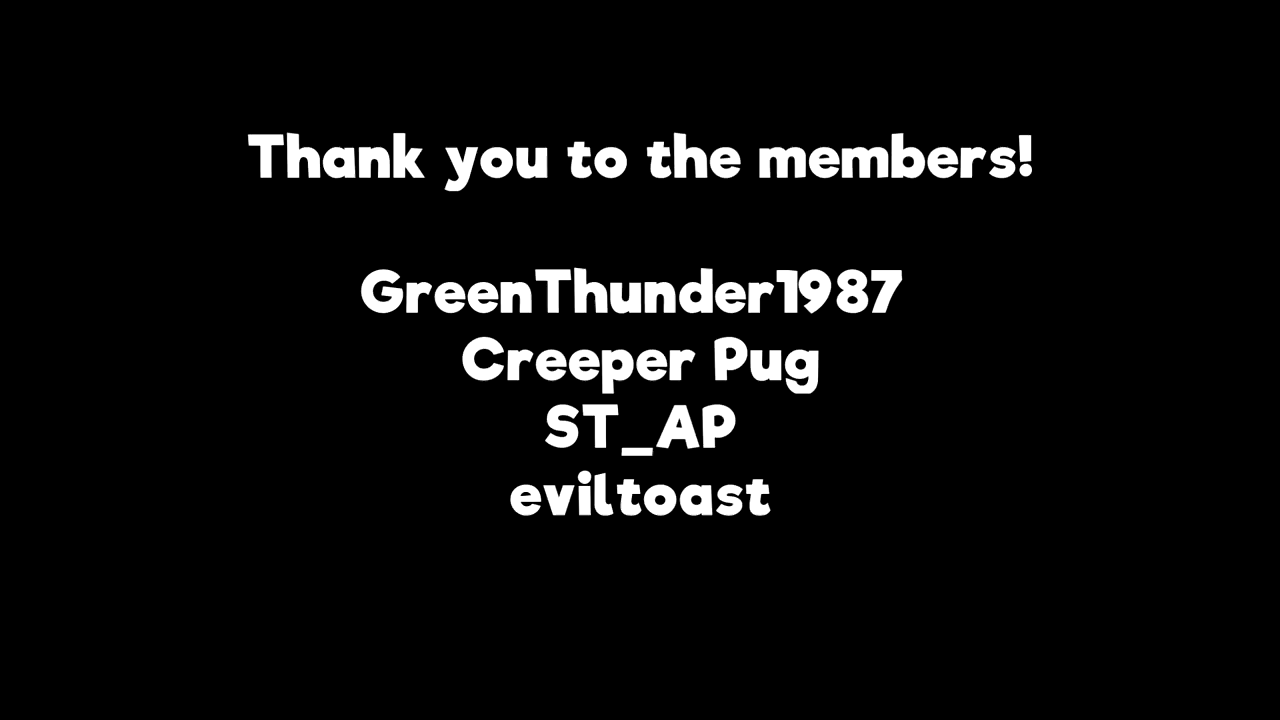 Thank you to the members!
GreenThunder1987
Creeper Pug
ST_AP
eviltoast